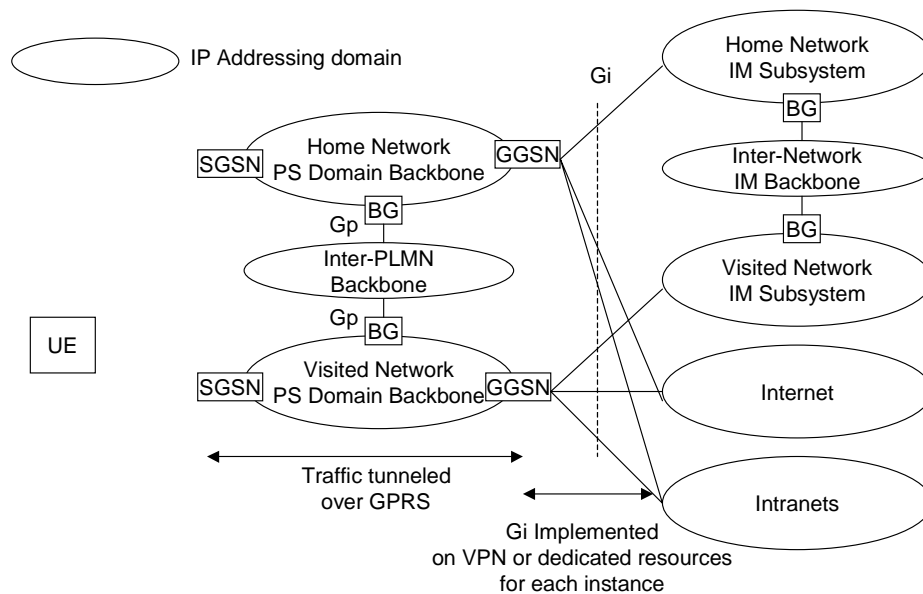 IP Addressing domain
Gi
Home Network
IM Subsystem
BG
Inter-Network
IM Backbone
BG
Visited Network
IM Subsystem
SGSN
Home Network
PS Domain Backbone
GGSN
BG
Gp
Inter-PLMN
Backbone
Gp
BG
UE
SGSN
Visited Network
PS Domain Backbone
GGSN
Internet
Intranets
Traffic tunneled
over GPRS
Gi Implemented
on VPN or dedicated resources
for each instance